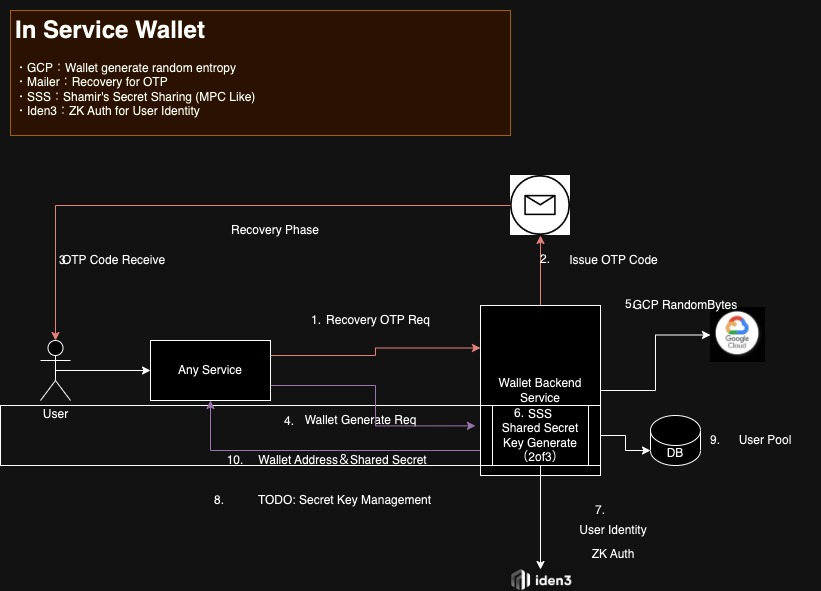 In Service Wallet
・GCP：Wallet generate random entropy
・Mailer：Recovery for OTP
・SSS：Shamir's Secret Sharing (MPC Like)
・Iden3：ZK Auth for User Identity
Recovery Phase
3. OTP Code Receive
2. Issue OTP Code
5. GCP RandomBytes
Google Cloud
1. Recovery OTP Req
Any Service
User
Wallet Backend
Service
4. Wallet Generate Req
6. SSS
Shared Secret
Key Generate
（2of3）
DB
9. User Pool
10. Wallet Address＆Shared Secret
8. TODO: Secret Key Management
7.
User Identity
ZK Auth
iden3